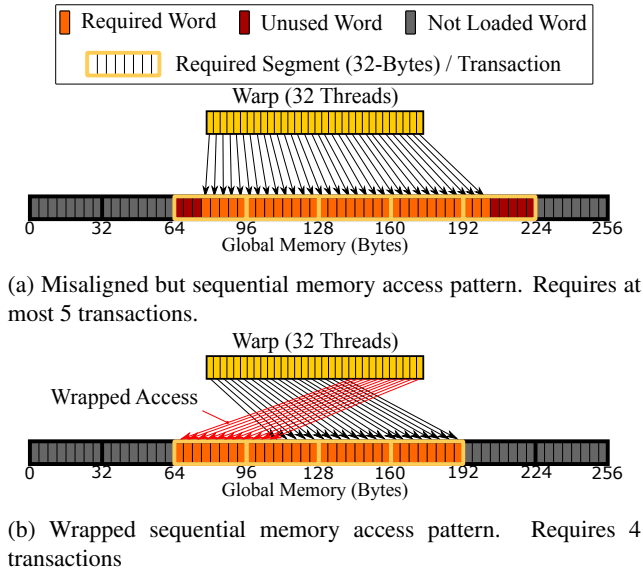 Required Word Unused Word Not Loaded Word
Required Segment (32-Bytes) / Transaction
Warp (32 Threads)
0 32 64 96 128 160 192 224 256
Global Memory (Bytes)
(a) Misaligned but sequential memory access pattern. Requires at
most 5 transactions.
Warp (32 Threads)
Wrapped Access
0 32 64 96 128 160 192 224 256
Global Memory (Bytes)
(b) Wrapped sequential memory access pattern. Requires 4
transactions